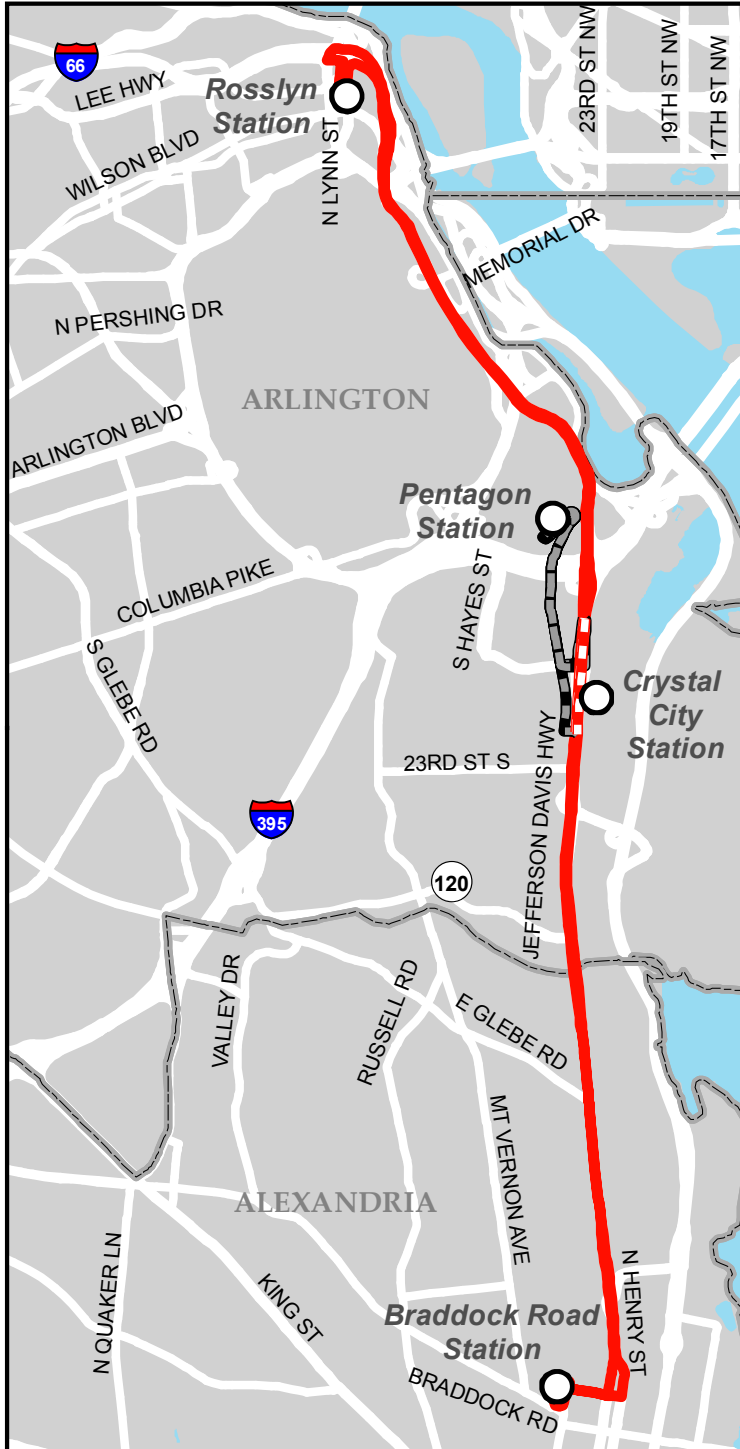 66
LEE HWY
Rosslyn
Station
WILSON BLVD
N LYNN ST
23RD ST NW
19TH ST NW
17TH ST NW
MEMORIAL DR
N PERSHING DR
ARLINGTON
ARLINGTON BLVD
Pentagon
Station
COLUMBIA PIKE
S HAYES ST
S GLEBE RD
Crystal
City
Station
23RD ST S
JEFFERSON DAVIS HWY
395
120
VALLEY DR
RUSSELL RD
E GLEBE RD
MT VERNON AVE
ALEXANDRIA
N QUAKER LN
KING ST
N HENRY ST
Braddock Road
Station
BRADDOCK RD